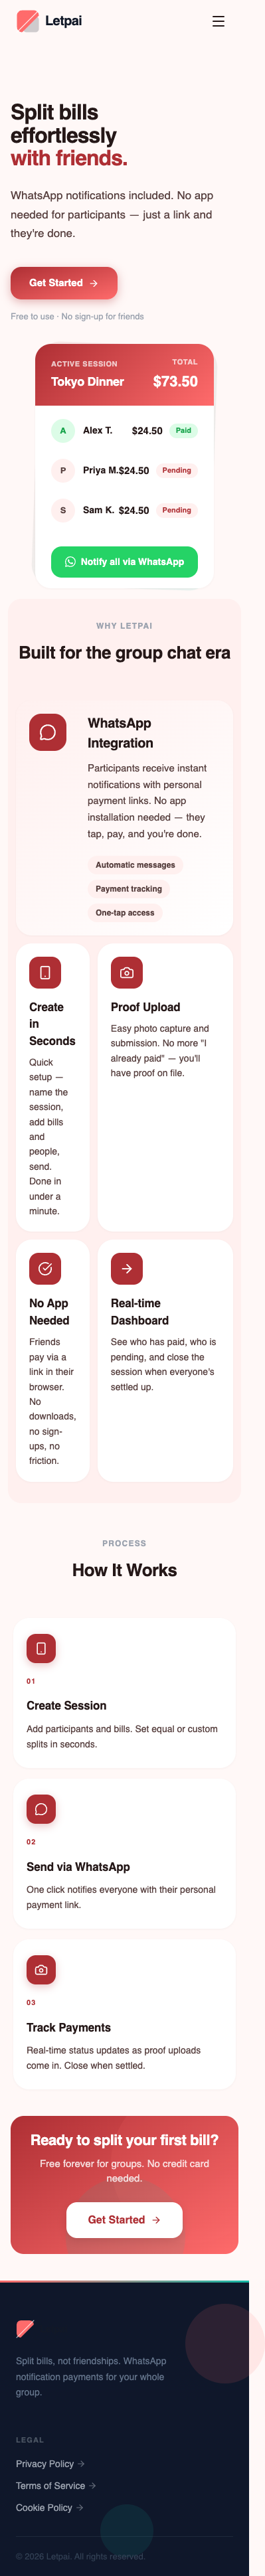 Letpai
Split bills
effortlessly
with friends.
WhatsApp notifications included. No app
needed for participants — just a link and
they're done.
Get Started →
Free to use · No sign-up for friends
ACTIVE SESSION
TOTAL
Tokyo Dinner
$73.50
A Alex T. $24.50 Paid
P Priya M. $24.50 Pending
S Sam K. $24.50 Pending
Notify all via WhatsApp
WHY LETPAI
Built for the group chat era
WhatsApp
Integration
Participants receive instant
notifications with personal
payment links. No app
installation needed — they
tap, pay, and you're done.
Automatic messages
Payment tracking
One-tap access
Create
in
Seconds
Quick
setup —
name the
session,
add bills
and
people,
send.
Done in
under a
minute.
Proof Upload
Easy photo capture and
submission. No more "I
already paid" — you'll
have proof on file.
No App
Needed
Friends
pay via a
link in their
browser.
No
downloads,
no sign-
ups, no
friction.
Real-time
Dashboard
See who has paid, who is
pending, and close the
session when everyone's
settled up.
PROCESS
How It Works
01
Create Session
Add participants and bills. Set equal or custom
splits in seconds.
02
Send via WhatsApp
One click notifies everyone with their personal
payment link.
03
Track Payments
Real-time status updates as proof uploads
come in. Close when settled.
Ready to split your first bill?
Free forever for groups. No credit card
needed.
Get Started →
Split bills, not friendships. WhatsApp
notification payments for your whole
group.
LEGAL
Privacy Policy →
Terms of Service →
Cookie Policy →
© 2026 Letpai. All rights reserved.